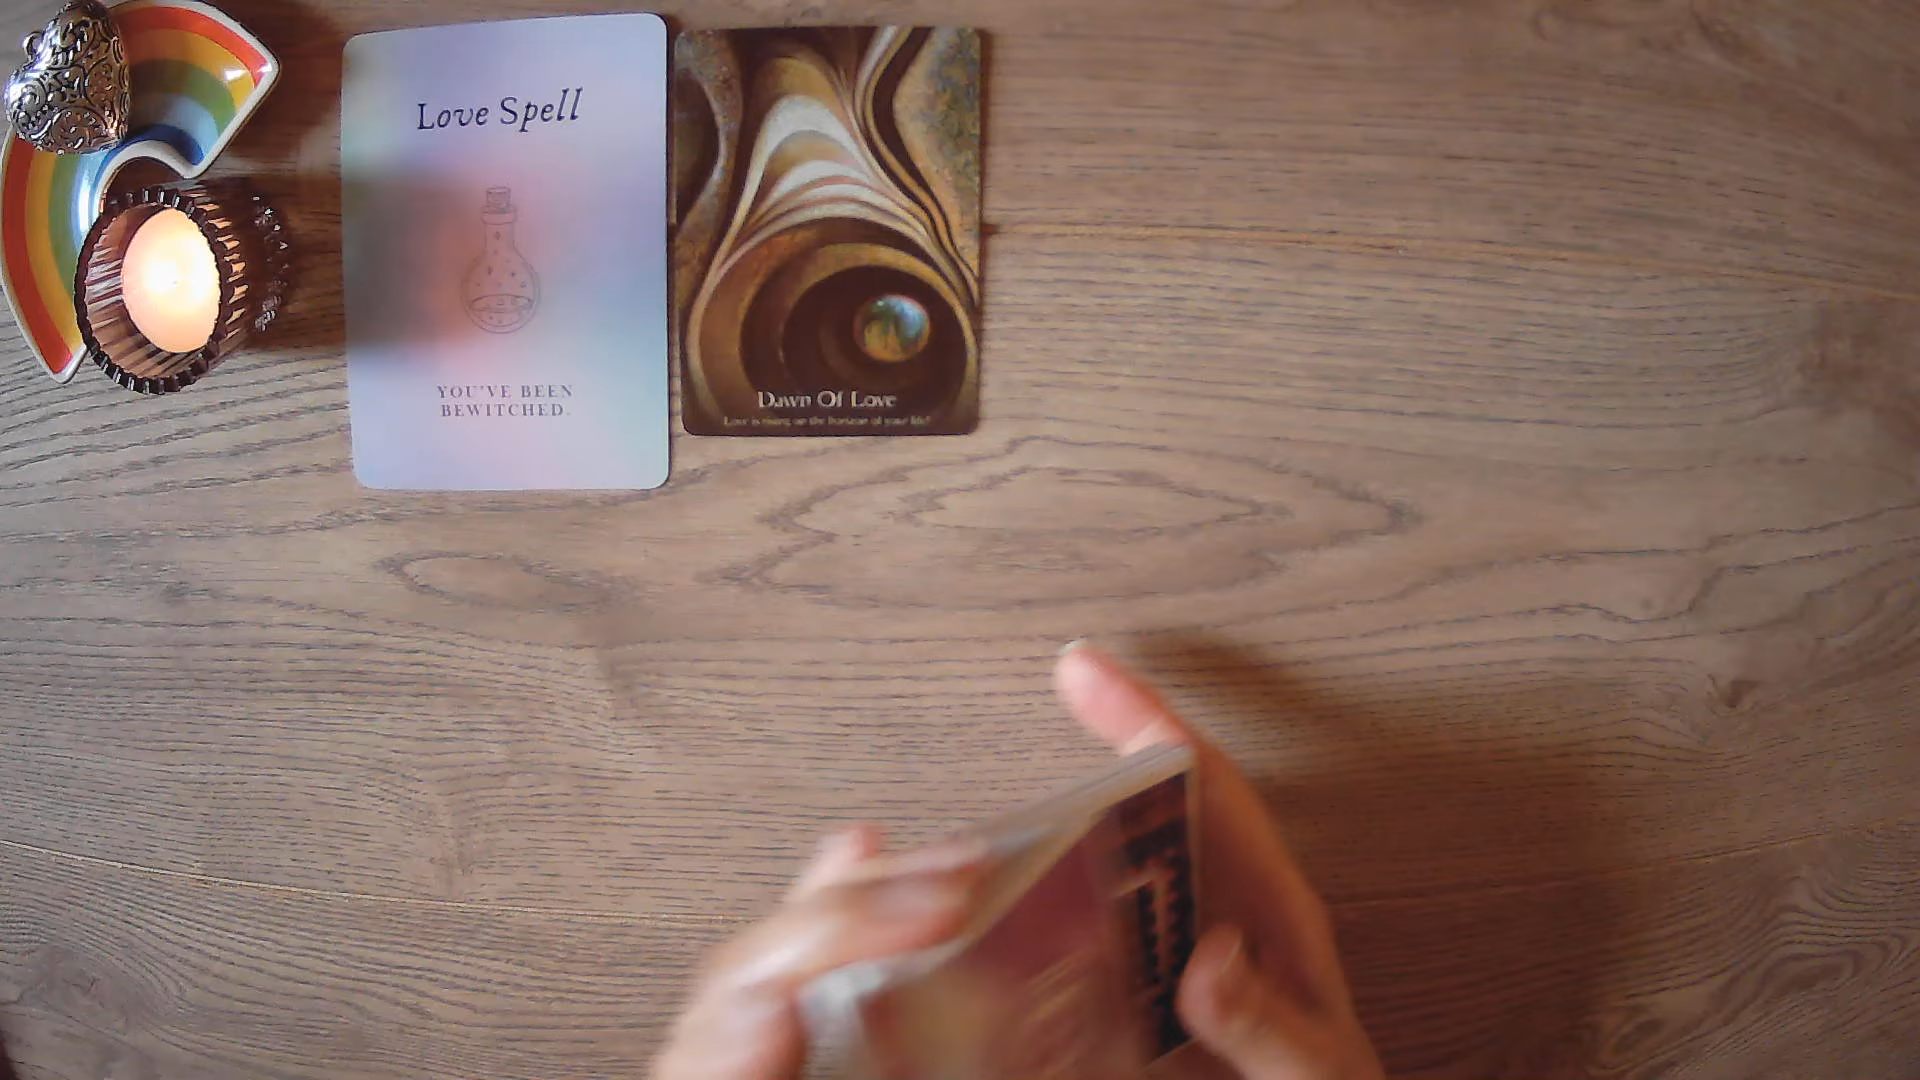 Love Spell
YOU'VE BEEN
BEWITCHED.
Dawn Of Love
Love is rising on the horizon of your life!